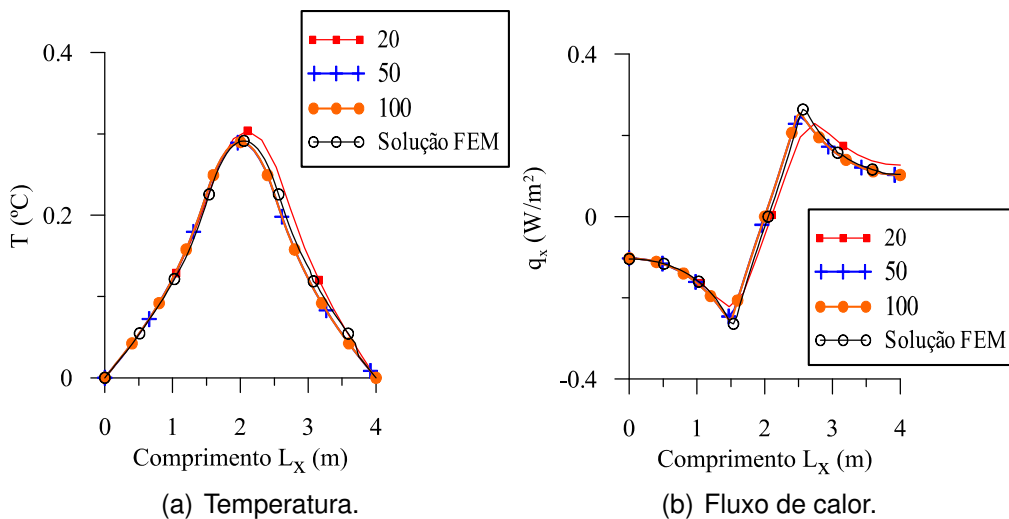 0.4
0.2
0
T (ºC)
0 1 2 3 4
Comprimento Lx (m)
20
50
100
Solução FEM
(a) Temperatura.
0.4
0
-0.4
qx (W/m²)
0 1 2 3 4
Comprimento Lx (m)
20
50
100
Solução FEM
(b) Fluxo de calor.